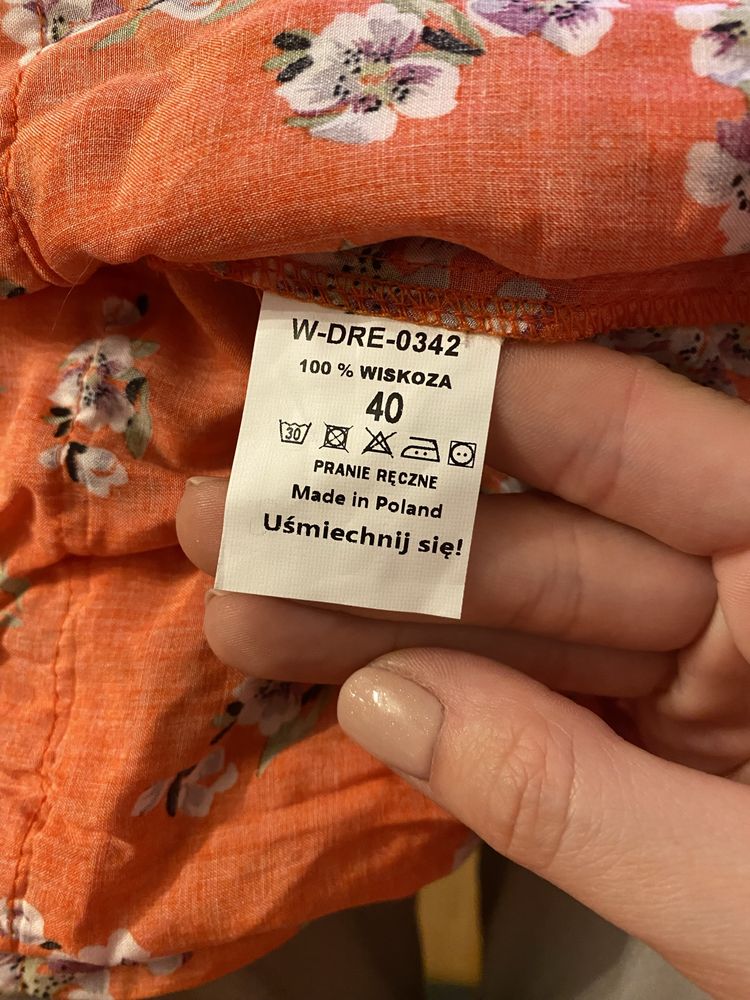 W-DRE-0342
100 % WISKOZA
40
30
PRANIE RĘCZNE
Made in Poland
Uśmiechnij się!